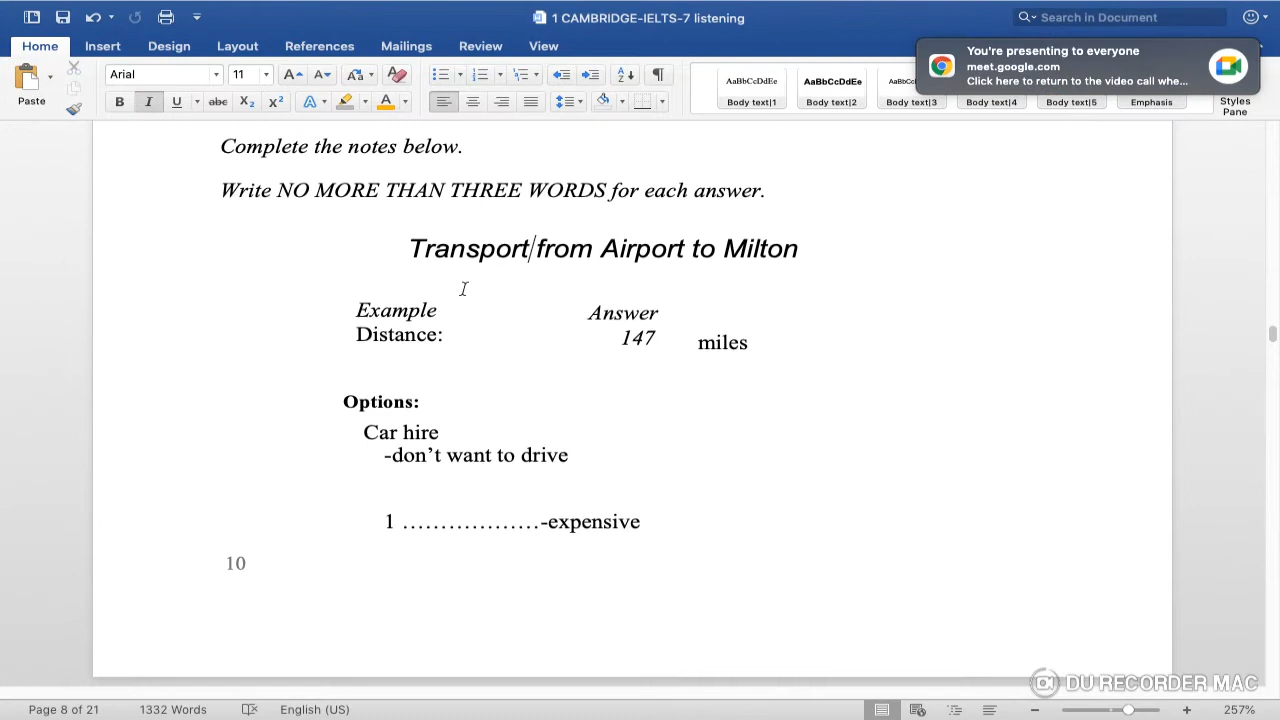 1 CAMBRIDGE-IELTS-7 listening
Search in Document
Home Insert Design Layout References Mailings Review View
You're presenting to everyone
meet.google.com
Click here to return to the video call whe...
Paste
Arial 11
AaBbCcDdEe AaBbCcDdEe AaBbCcDc
Body text|1 Body text|2 Body text|3 Body text|4 Body text|5 Emphasis Styles Pane
Complete the notes below.
Write NO MORE THAN THREE WORDS for each answer.
Transport from Airport to Milton
Example Answer
Distance: 147 miles
Options:
Car hire
-don't want to drive
1 ………………-expensive
10
DU RECORDER MAC
Page 8 of 21 1332 Words English (US) 257%